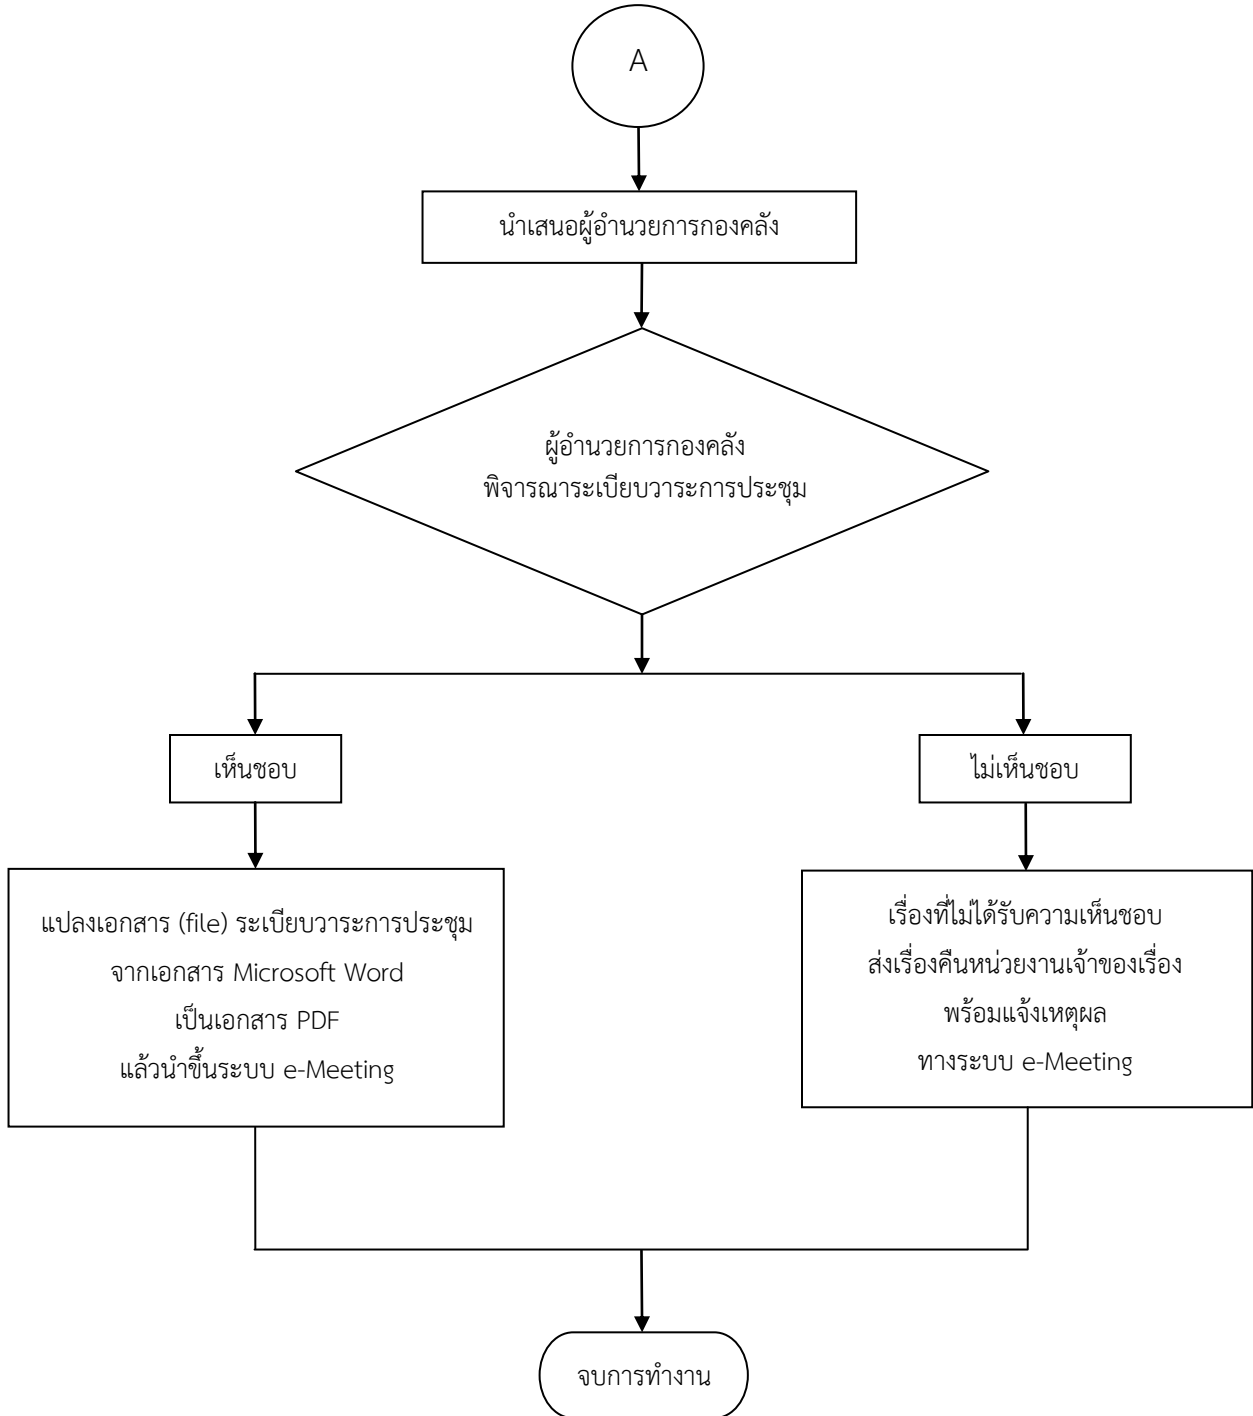 A
นำเสนอผู้อำนวยการกองคลัง
ผู้อำนวยการกองคลัง
พิจารณาระเบียบวาระการประชุม
เห็นชอบ
ไม่เห็นชอบ
แปลงเอกสาร (file) ระเบียบวาระการประชุม
จากเอกสาร Microsoft Word
เป็นเอกสาร PDF
แล้วนำขึ้นระบบ e-Meeting
เรื่องที่ไม่ได้รับความเห็นชอบ
ส่งเรื่องคืนหน่วยงานเจ้าของเรื่อง
พร้อมแจ้งเหตุผล
ทางระบบ e-Meeting
จบการทำงาน